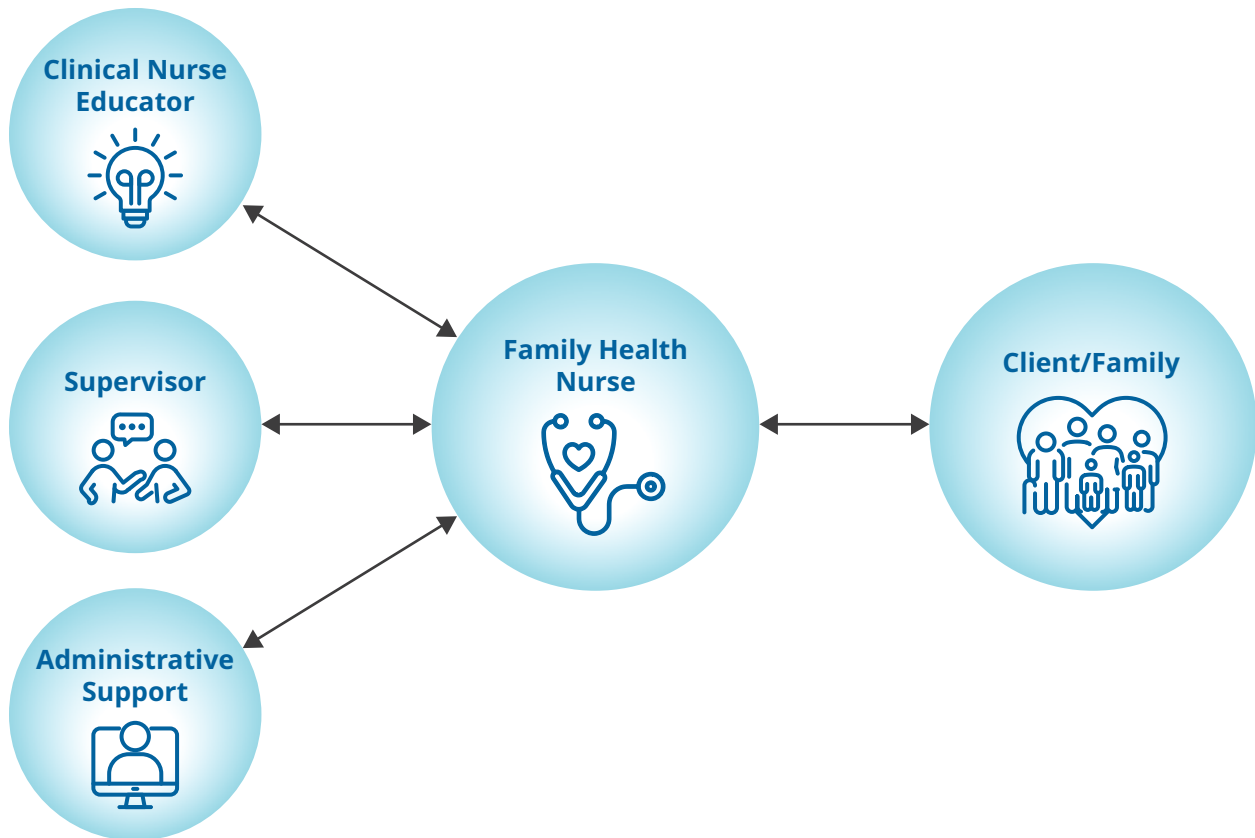 Clinical Nurse
Educator
Supervisor
Administrative
Support
Family Health
Nurse
Client/Family